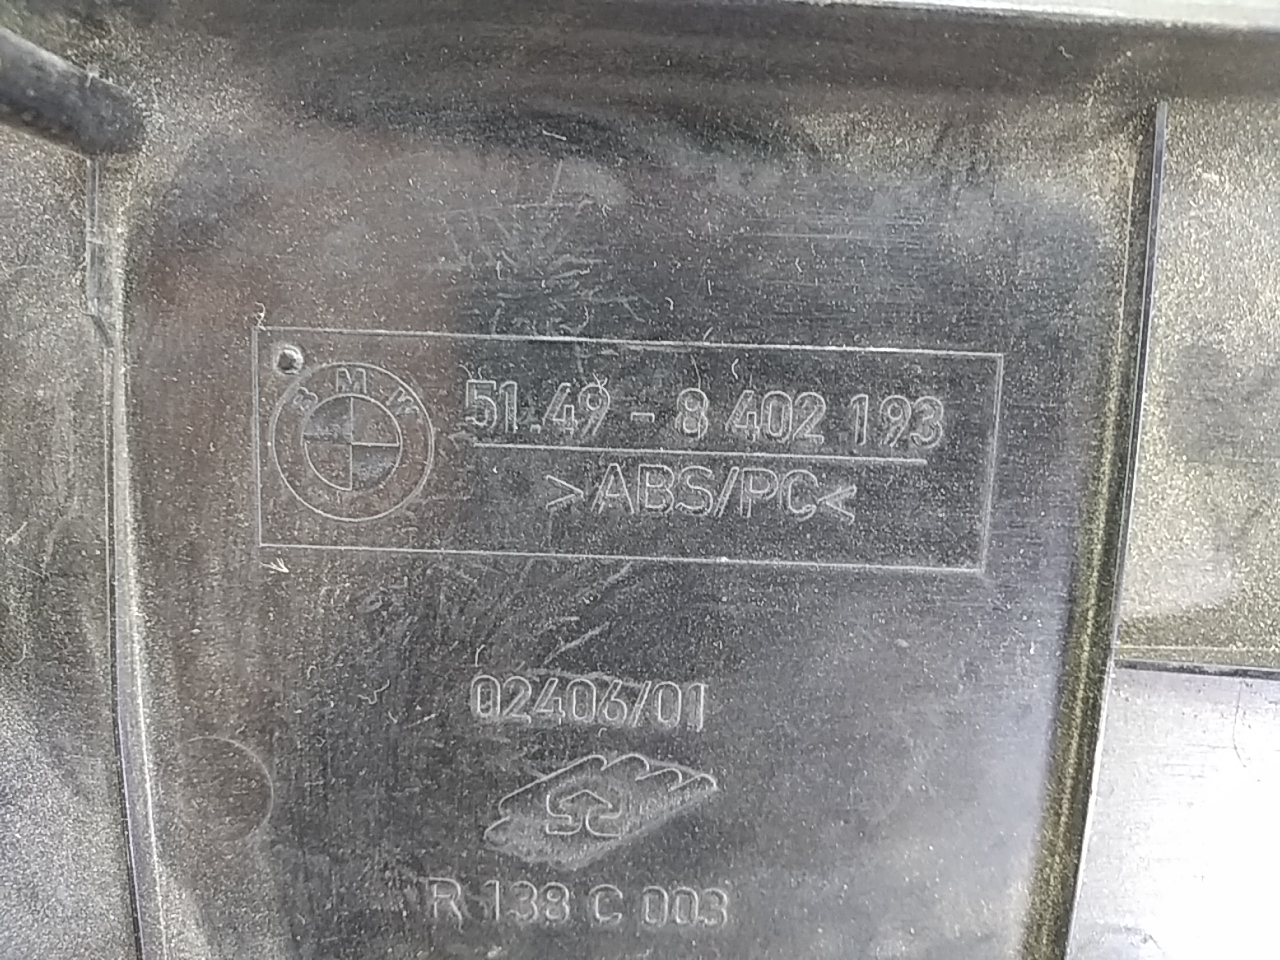 BMW
51.49 - 8 402 193
>ABS/PC<
02406/01
R 138 C 003